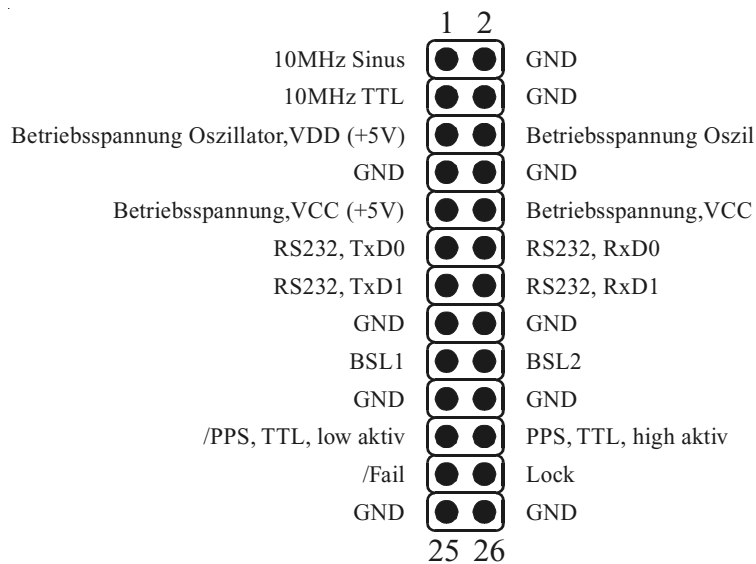 1 2
10MHz Sinus GND
10MHz TTL GND
Betriebsspannung Oszillator,VDD (+5V) Betriebsspannung Oszil
GND GND
Betriebsspannung,VCC (+5V) Betriebsspannung,VCC
RS232, TxD0 RS232, RxD0
RS232, TxD1 RS232, RxD1
GND GND
BSL1 BSL2
GND GND
/PPS, TTL, low aktiv PPS, TTL, high aktiv
/Fail Lock
GND GND
25 26